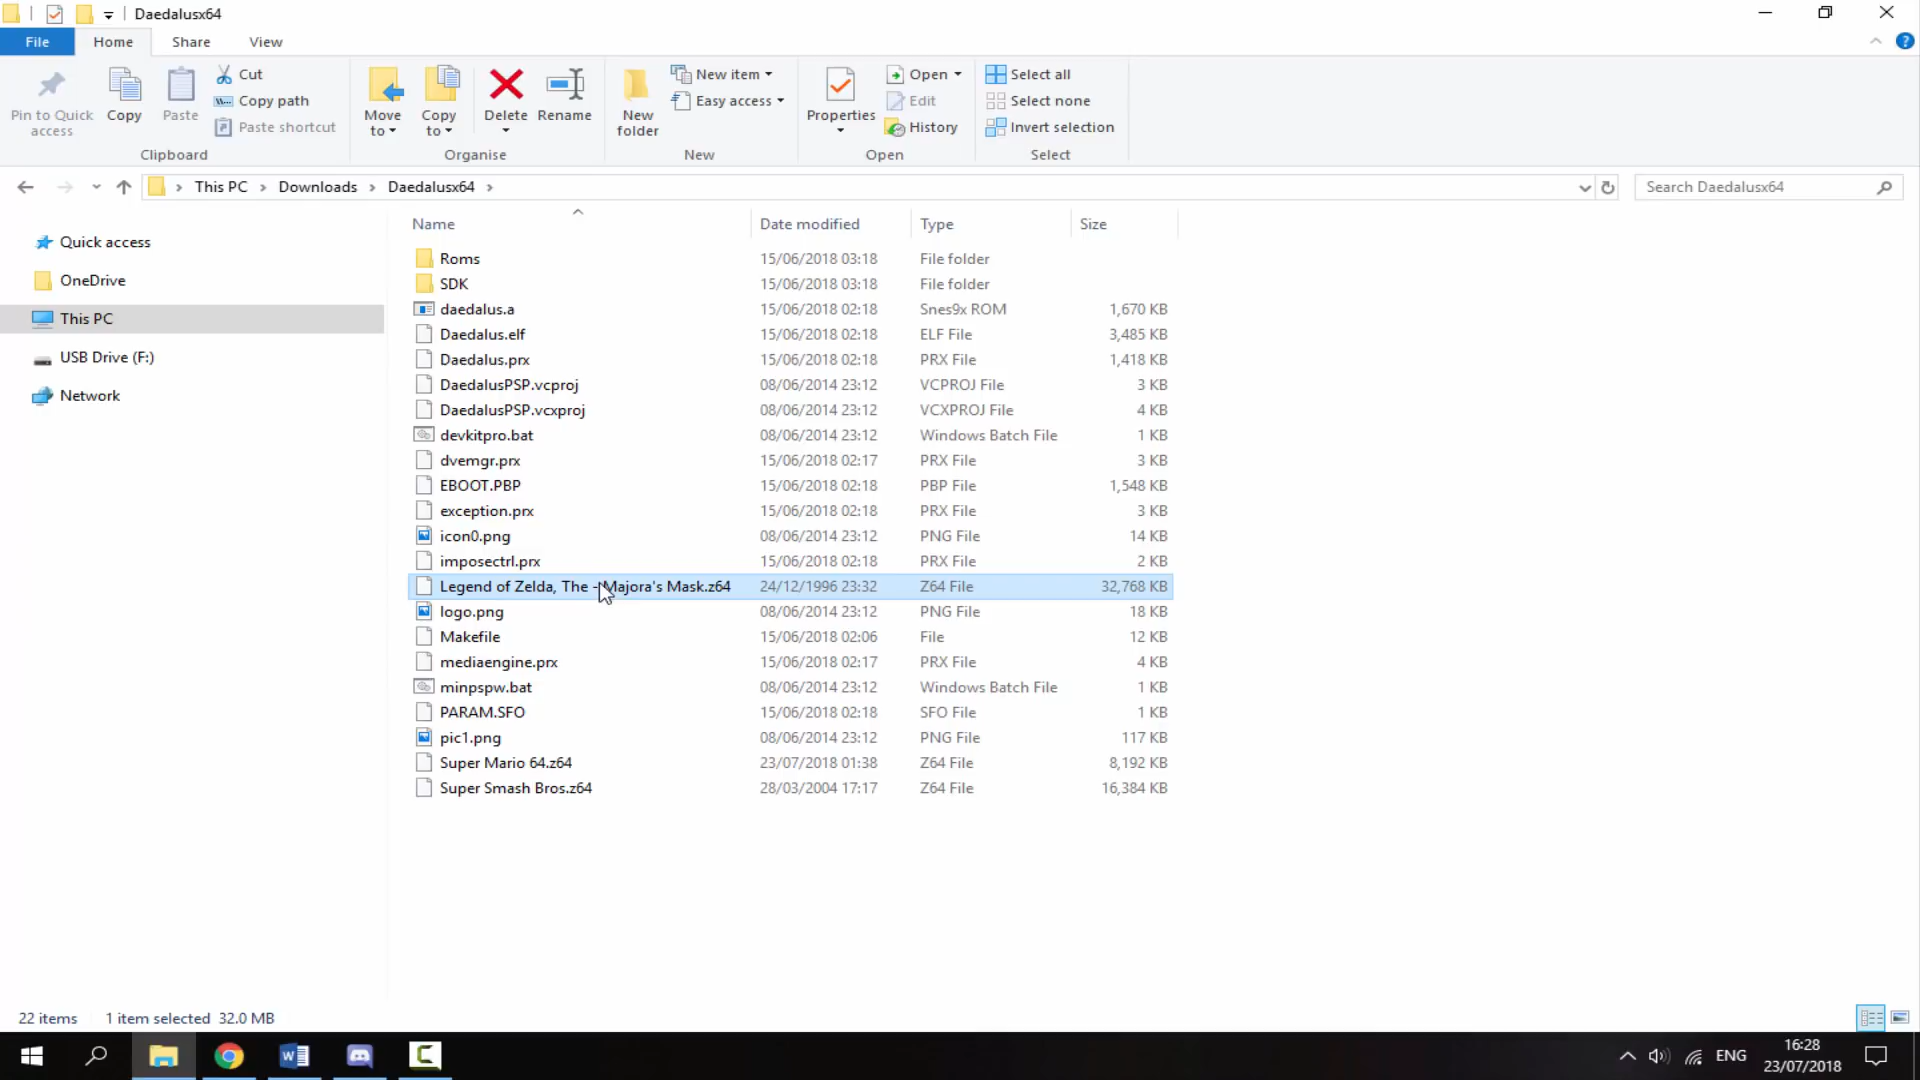 Daedalusx64
File Home Share View
Pin to Quick access
Copy
Paste
Cut
Copy path
Paste shortcut
Clipboard
Move to
Copy to
Delete
Rename
Organise
New folder
New item
Easy access
New
Properties
Open
Edit
History
Open
Select all
Select none
Invert selection
Select
This PC > Downloads > Daedalusx64 >
Search Daedalusx64
Quick access
OneDrive
This PC
USB Drive (F:)
Network
Name Date modified Type Size
Roms 15/06/2018 03:18 File folder
SDK 15/06/2018 03:18 File folder
daedalus.a 15/06/2018 02:18 Snes9x ROM 1,670 KB
Daedalus.elf 15/06/2018 02:18 ELF File 3,485 KB
Daedalus.prx 15/06/2018 02:18 PRX File 1,418 KB
DaedalusPSP.vcproj 08/06/2014 23:12 VCPROJ File 3 KB
DaedalusPSP.vcxproj 08/06/2014 23:12 VCXPROJ File 4 KB
devkitpro.bat 08/06/2014 23:12 Windows Batch File 1 KB
dvemgr.prx 15/06/2018 02:17 PRX File 3 KB
EBOOT.PBP 15/06/2018 02:18 PBP File 1,548 KB
exception.prx 15/06/2018 02:18 PRX File 3 KB
icon0.png 08/06/2014 23:12 PNG File 14 KB
imposectrl.prx 15/06/2018 02:18 PRX File 2 KB
Legend of Zelda, The - Majora's Mask.z64 24/12/1996 23:32 Z64 File 32,768 KB
logo.png 08/06/2014 23:12 PNG File 18 KB
Makefile 15/06/2018 02:06 File 12 KB
mediaengine.prx 15/06/2018 02:17 PRX File 4 KB
minpspw.bat 08/06/2014 23:12 Windows Batch File 1 KB
PARAM.SFO 15/06/2018 02:18 SFO File 1 KB
pic1.png 08/06/2014 23:12 PNG File 117 KB
Super Mario 64.z64 23/07/2018 01:38 Z64 File 8,192 KB
Super Smash Bros.z64 28/03/2004 17:17 Z64 File 16,384 KB
22 items 1 item selected 32.0 MB
ENG
16:28
23/07/2018